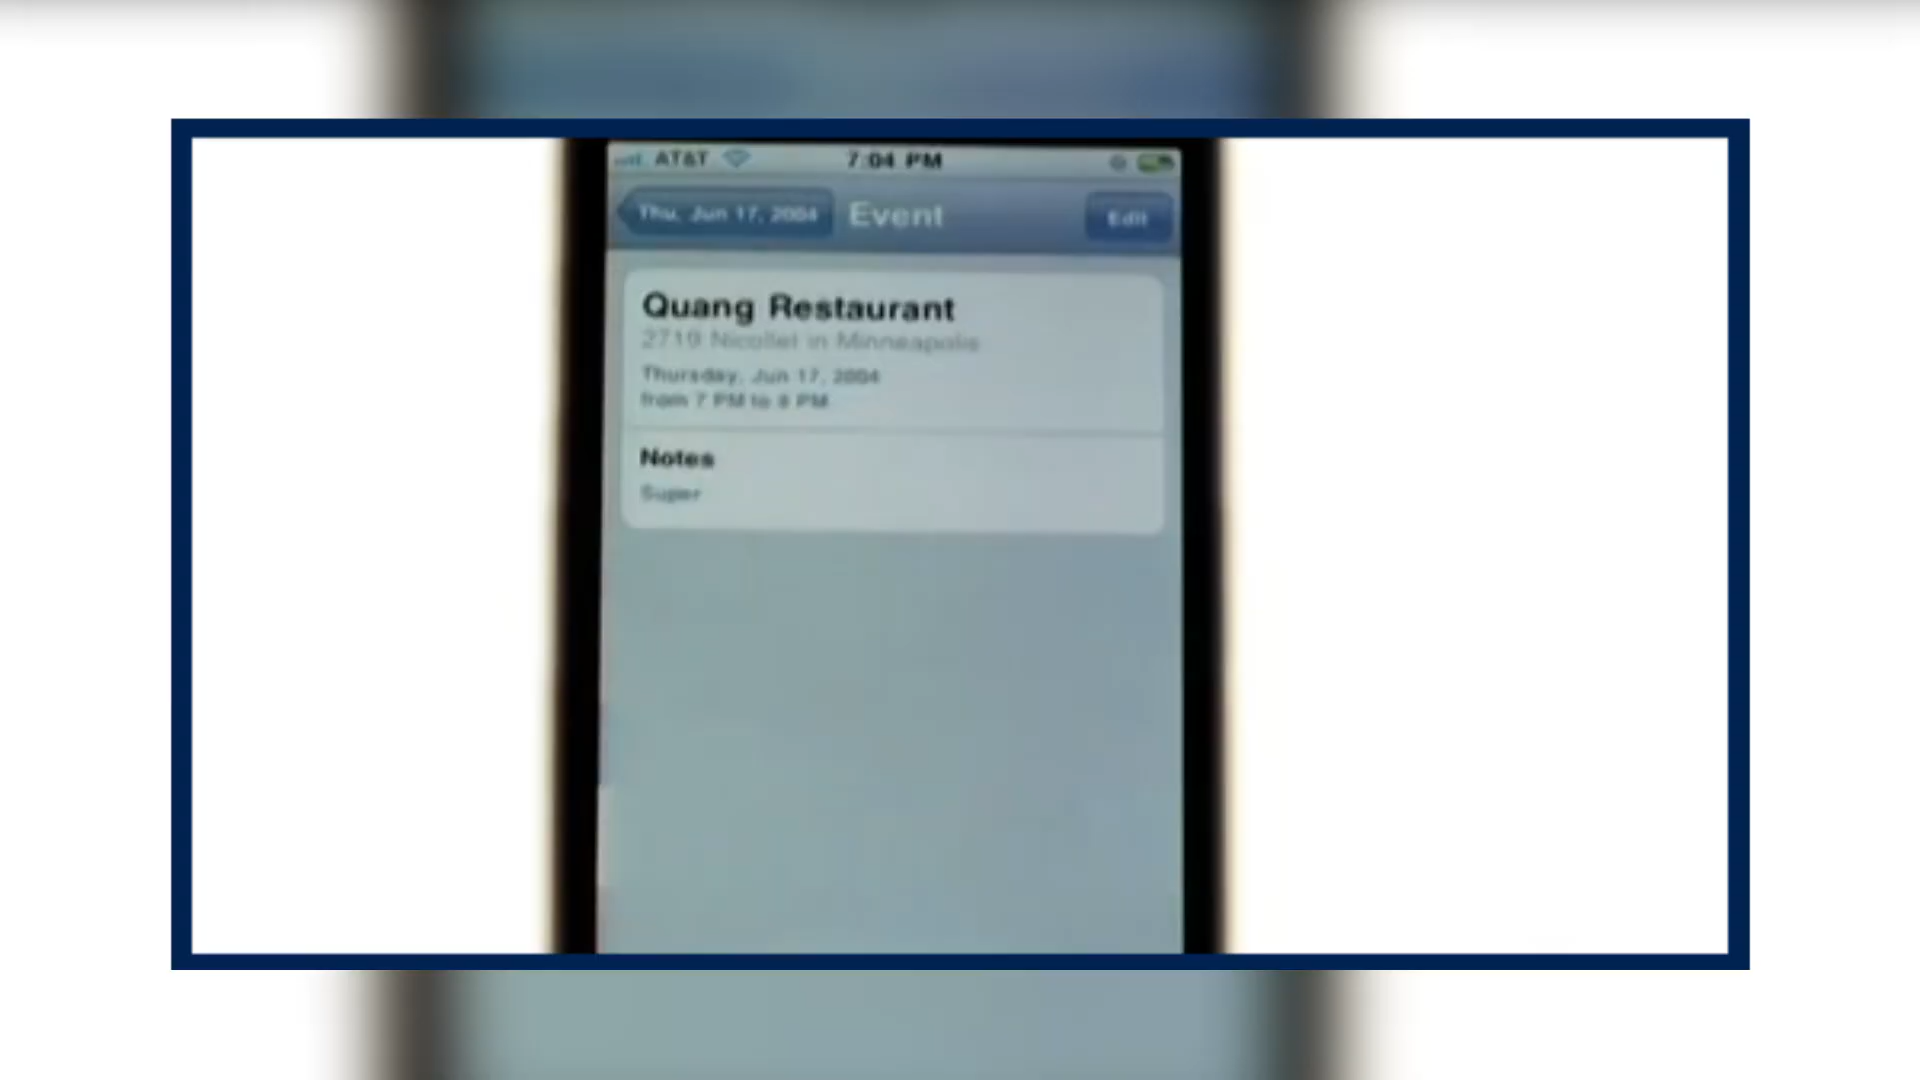 AT&T 7:04 PM
Thu, Jun 17, 2004 Event Edit
Quang Restaurant
2719 Nicollet in Minneapolis
Thursday, Jun 17, 2004
from 7 PM to 8 PM
Notes
Super